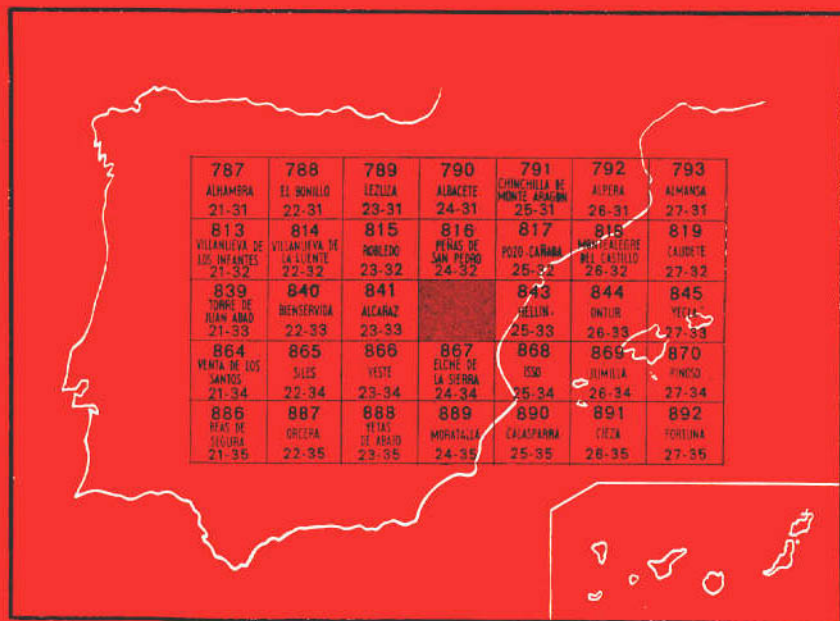 787
ALHAMBRA
21-31
788
EL BONILLO
22-31
789
LEZUZA
23-31
790
ALBACETE
24-31
791
CHINCHILLA DE
MONTE ARAGON
25-31
792
ALPERA
26-31
793
ALMANSA
27-31
813
VILLANUEVA DE
LOS INFANTES
21-32
814
VILLANUEVA DE
LA FUENTE
22-32
815
ROBLEDO
23-32
816
PEÑAS DE
SAN PEDRO
24-32
817
POZO-CAÑADA
25-32
818
MONTEALEGRE
DEL CASTILLO
26-32
819
CAUDETE
27-32
839
TORRE DE
JUAN ABAD
21-33
840
BIENSERVIDA
22-33
841
ALCARAZ
23-33
843
HELLIN
25-33
844
ONTUR
26-33
845
YECLA
27-33
864
VENTA DE LOS
SANTOS
21-34
865
SILES
22-34
866
YESTE
23-34
867
ELCHE DE
LA SIERRA
24-34
868
ISSO
25-34
869
JUMILLA
26-34
870
PINOSO
27-34
886
BEAS DE
SEGURA
21-35
887
ORCERA
22-35
888
YETAS
DE ABAJO
23-35
889
MORATALLA
24-35
890
CALASPARRA
25-35
891
CIEZA
26-35
892
FORTUNA
27-35